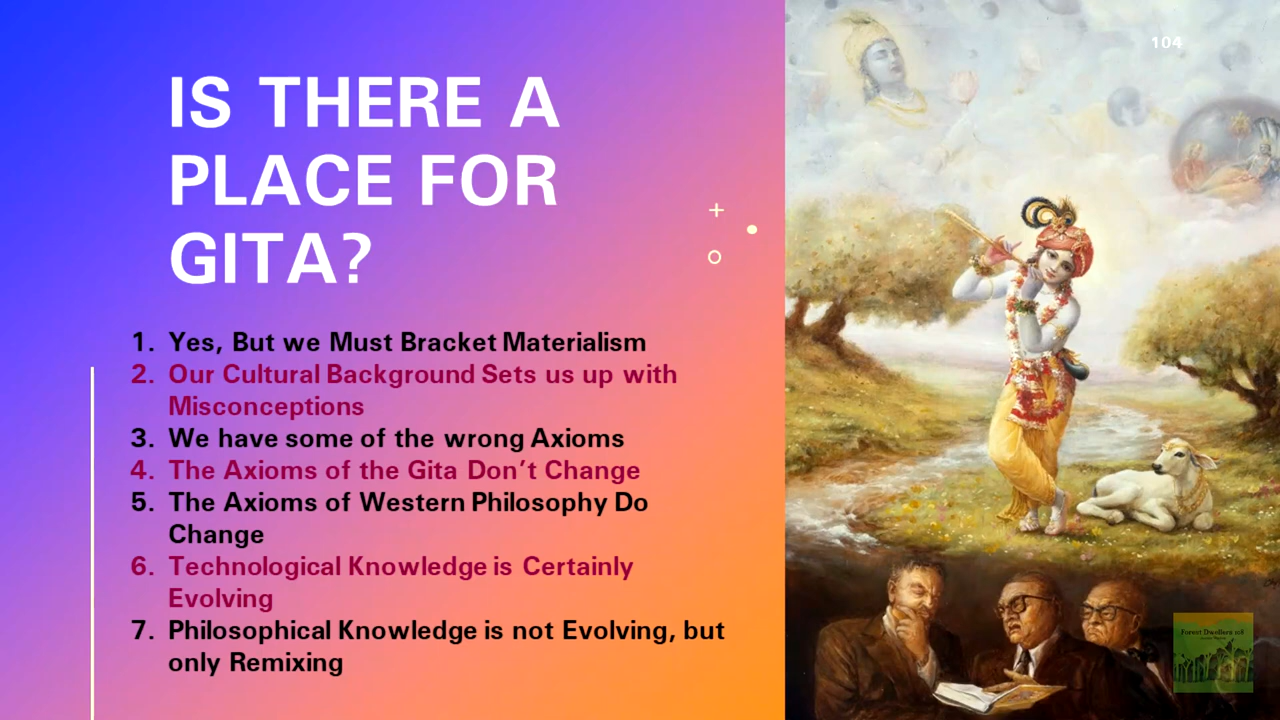 104
IS THERE A
PLACE FOR
GITA?
1. Yes, But we Must Bracket Materialism
2. Our Cultural Background Sets us up with
Misconceptions
3. We have some of the wrong Axioms
4. The Axioms of the Gita Don’t Change
5. The Axioms of Western Philosophy Do
Change
6. Technological Knowledge is Certainly
Evolving
7. Philosophical Knowledge is not Evolving, but
only Remixing
Forest Dwellers 108